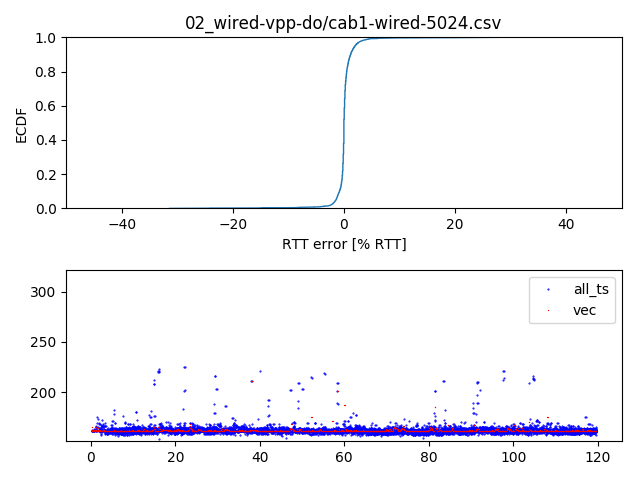 02_wired-vpp-do/cab1-wired-5024.csv
1.0
0.8
0.6
0.4
0.2
0.0
ECDF
−40 −20 0 20 40
RTT error [% RTT]
300
250
200
all_ts
vec
0 20 40 60 80 100 120